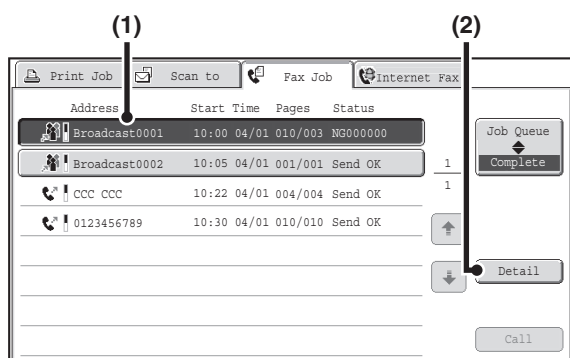 (1) (2)
Print Job Scan to Fax Job Internet Fax
Address Start Time Pages Status
Broadcast0001 10:00 04/01 010/003 NG000000
Broadcast0002 10:05 04/01 001/001 Send OK
CCC CCC 10:22 04/01 004/004 Send OK
0123456789 10:30 04/01 010/010 Send OK
1
1
Job Queue
Complete
Detail
Call